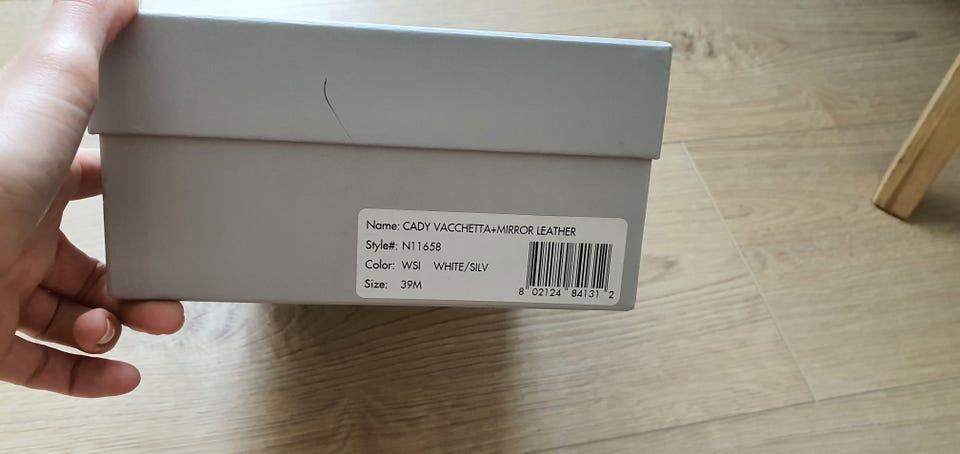 Name: CADY VACCHETTA+MIRROR LEATHER
Style#: N11658
Color: WSI WHITE/SILV
Size: 39M
8 02124 84131 2